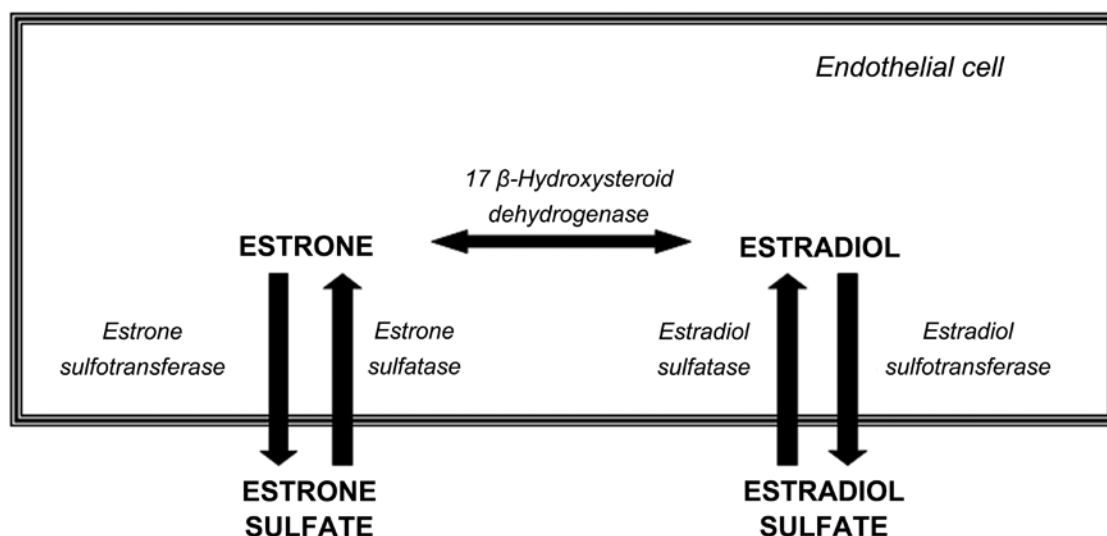 Endothelial cell
17 β-Hydroxysteroid
dehydrogenase
ESTRONE
ESTRADIOL
Estrone
sulfotransferase
Estrone
sulfatase
Estradiol
sulfatase
Estradiol
sulfotransferase
ESTRONE
SULFATE
ESTRADIOL
SULFATE